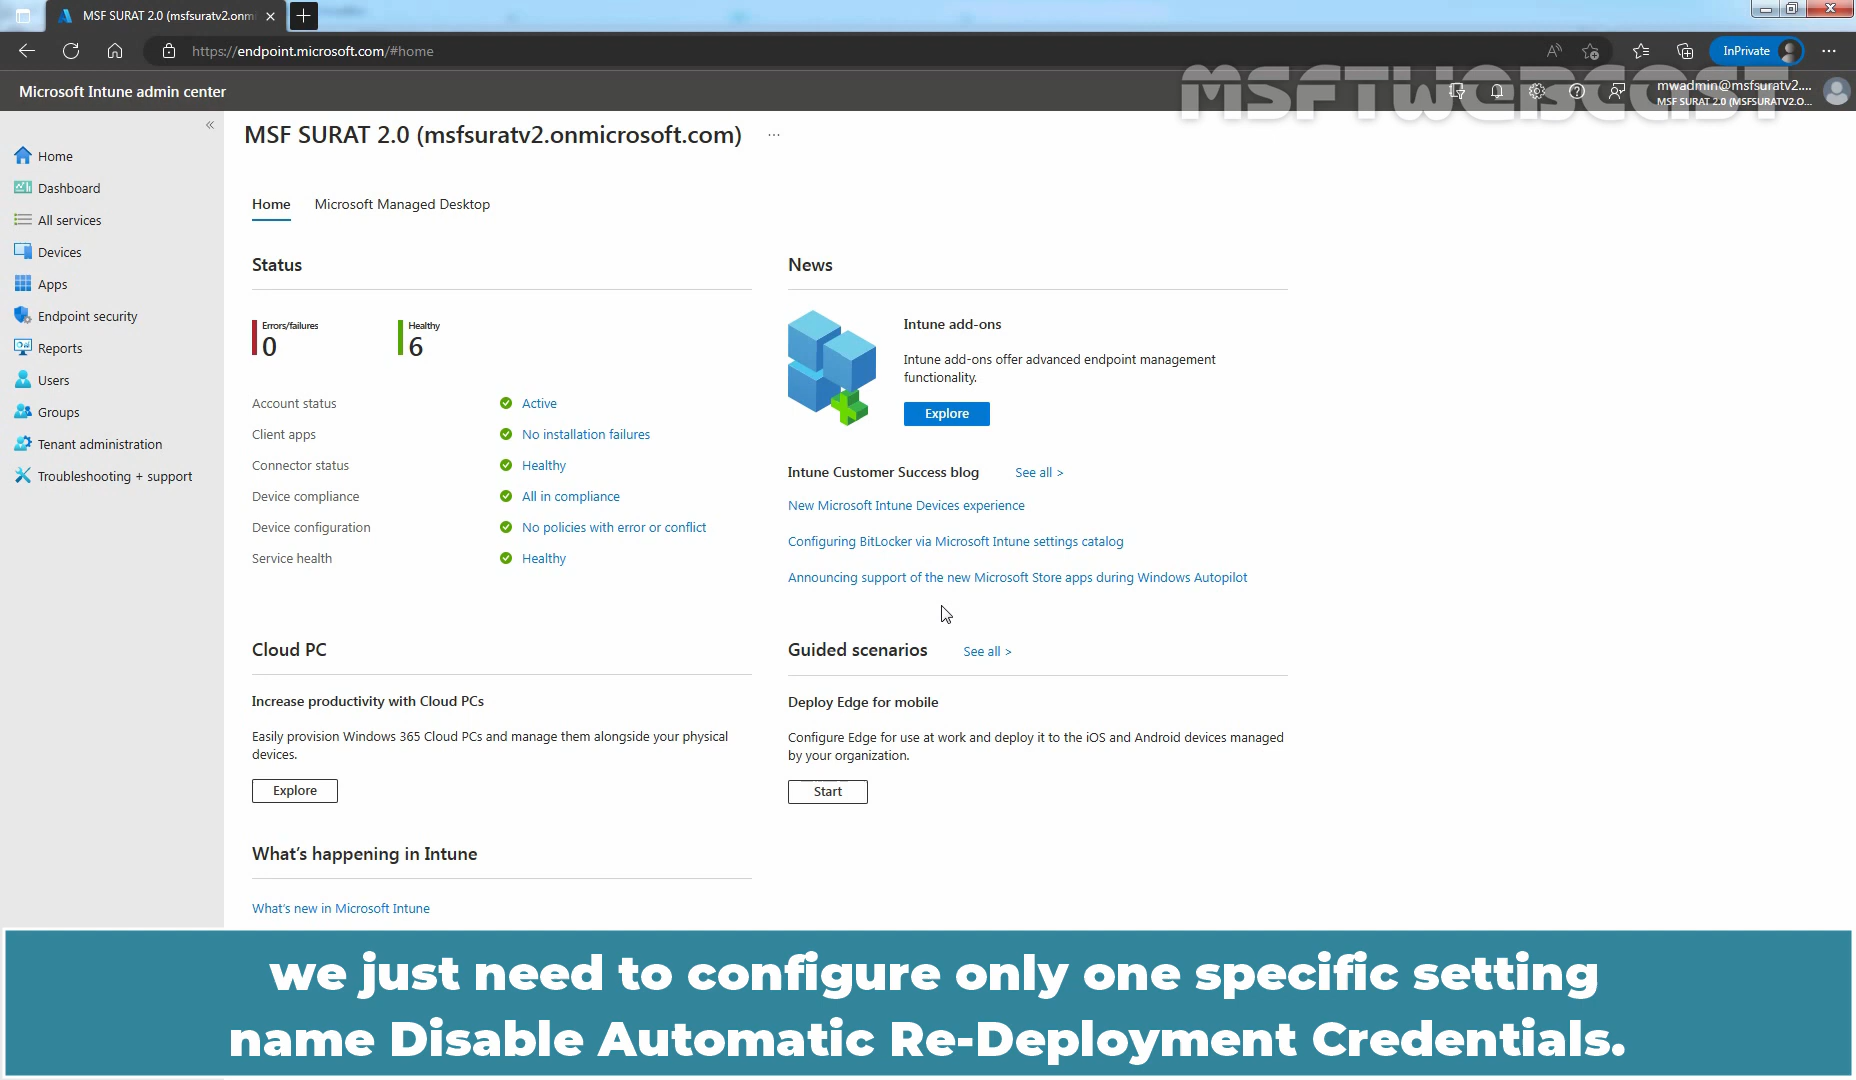 MSF SURAT 2.0 (msfsuratv2.onm
https://endpoint.microsoft.com/#home
InPrivate
MSFTWEBCAST
Microsoft Intune admin center
mwadmin@msfsuratv2....
MSF SURAT 2.0 (MSFSURATV2.O...
MSF SURAT 2.0 (msfsuratv2.onmicrosoft.com)
Home
Dashboard
All services
Devices
Apps
Endpoint security
Reports
Users
Groups
Tenant administration
Troubleshooting + support
Home
Microsoft Managed Desktop
Status
Errors/failures
0
Healthy
6
Account status
Active
Client apps
No installation failures
Connector status
Healthy
Device compliance
All in compliance
Device configuration
No policies with error or conflict
Service health
Healthy
News
Intune add-ons
Intune add-ons offer advanced endpoint management
functionality.
Explore
Intune Customer Success blog
See all >
New Microsoft Intune Devices experience
Configuring BitLocker via Microsoft Intune settings catalog
Announcing support of the new Microsoft Store apps during Windows Autopilot
Cloud PC
Increase productivity with Cloud PCs
Easily provision Windows 365 Cloud PCs and manage them alongside your physical
devices.
Explore
Guided scenarios
See all >
Deploy Edge for mobile
Configure Edge for use at work and deploy it to the iOS and Android devices managed
by your organization.
Start
What's happening in Intune
What's new in Microsoft Intune
we just need to configure only one specific setting
name Disable Automatic Re-Deployment Credentials.